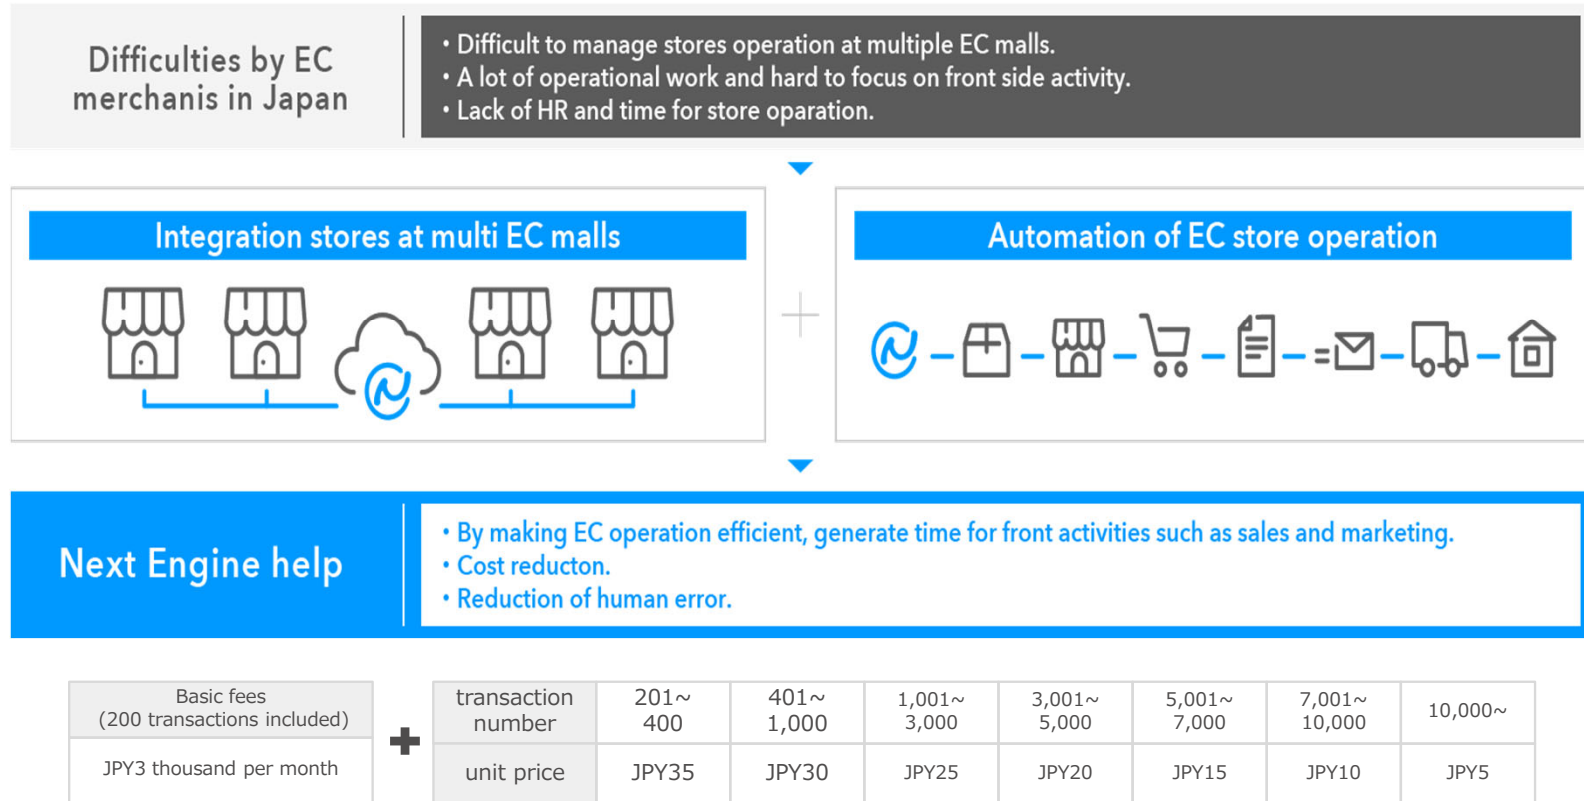 Difficulties by EC
merchanis in Japan
• Difficult to manage stores operation at multiple EC malls.
• A lot of operational work and hard to focus on front side activity.
• Lack of HR and time for store oparation.
Integration stores at multi EC malls
Automation of EC store operation
Next Engine help
• By making EC operation efficient, generate time for front activities such as sales and marketing.
• Cost reducton.
• Reduction of human error.
Basic fees
(200 transactions included)
JPY3 thousand per month
transaction
number
201~
400
401~
1,000
1,001~
3,000
3,001~
5,000
5,001~
7,000
7,001~
10,000
10,000~
unit price
JPY35
JPY30
JPY25
JPY20
JPY15
JPY10
JPY5